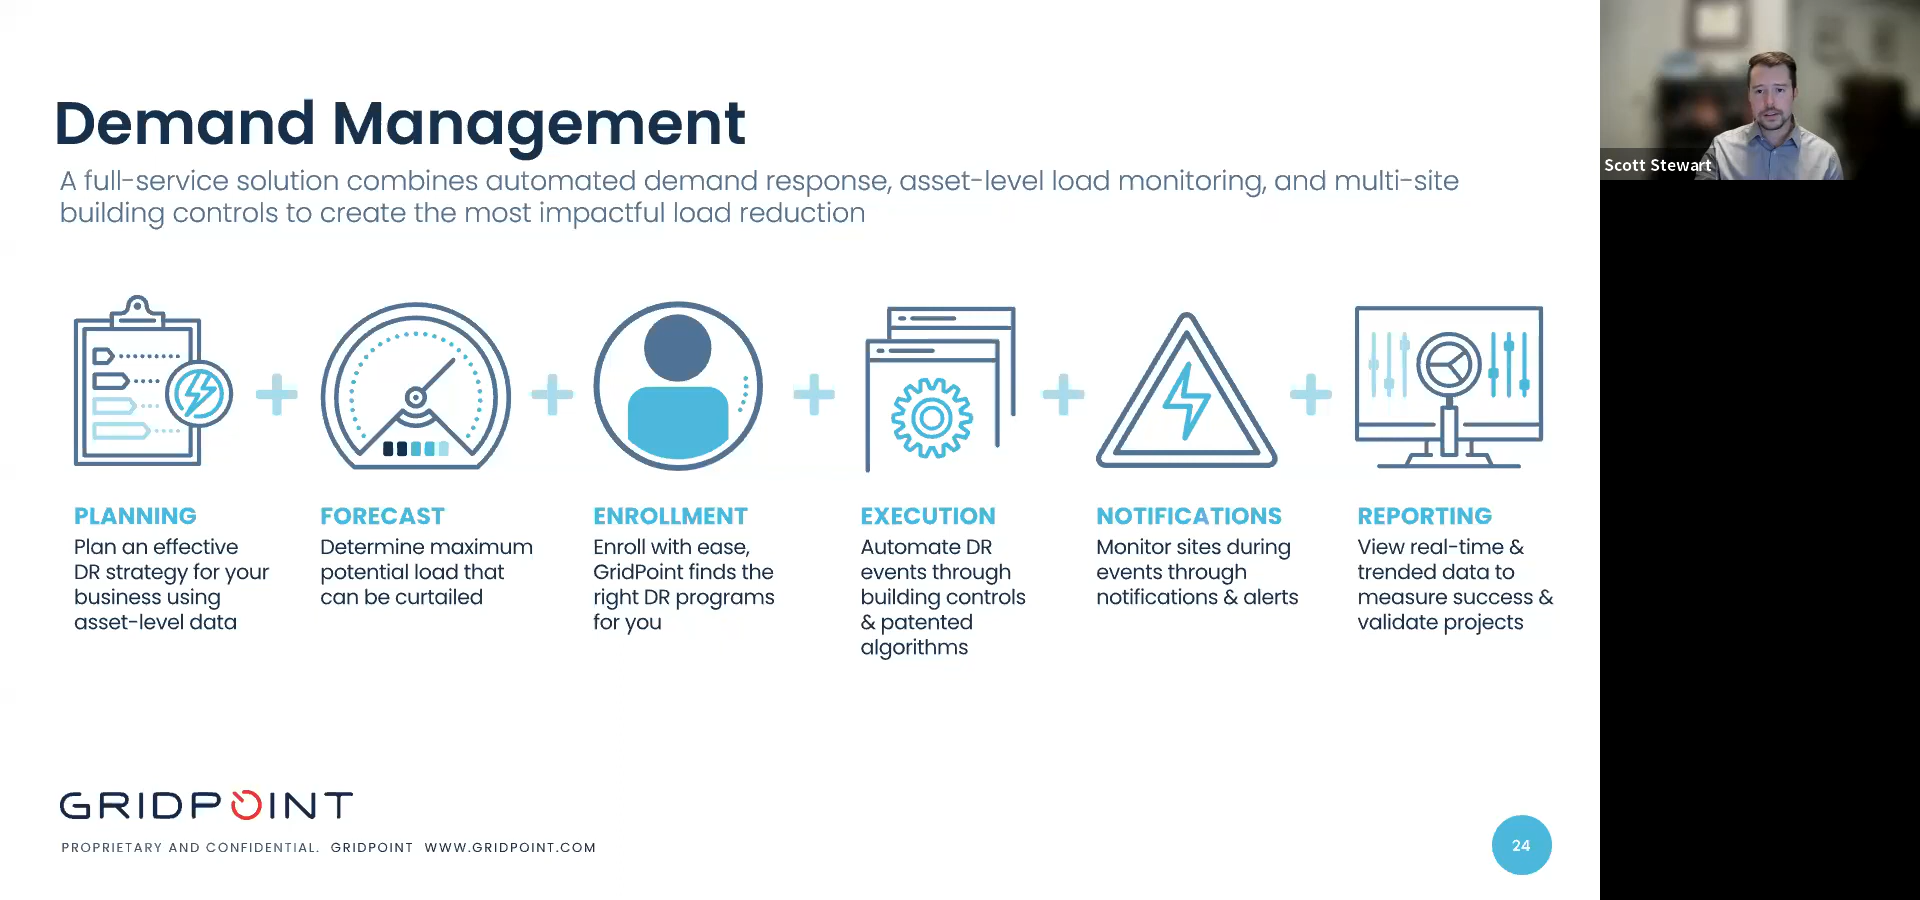 Demand Management
A full-service solution combines automated demand response, asset-level load monitoring, and multi-site
building controls to create the most impactful load reduction
PLANNING
Plan an effective
DR strategy for your
business using
asset-level data
FORECAST
Determine maximum
potential load that
can be curtailed
ENROLLMENT
Enroll with ease,
GridPoint finds the
right DR programs
for you
EXECUTION
Automate DR
events through
building controls
& patented
algorithms
NOTIFICATIONS
Monitor sites during
events through
notifications & alerts
REPORTING
View real-time &
trended data to
measure success &
validate projects
GRIDPOINT
PROPRIETARY AND CONFIDENTIAL. GRIDPOINT WWW.GRIDPOINT.COM
24
Scott Stewart